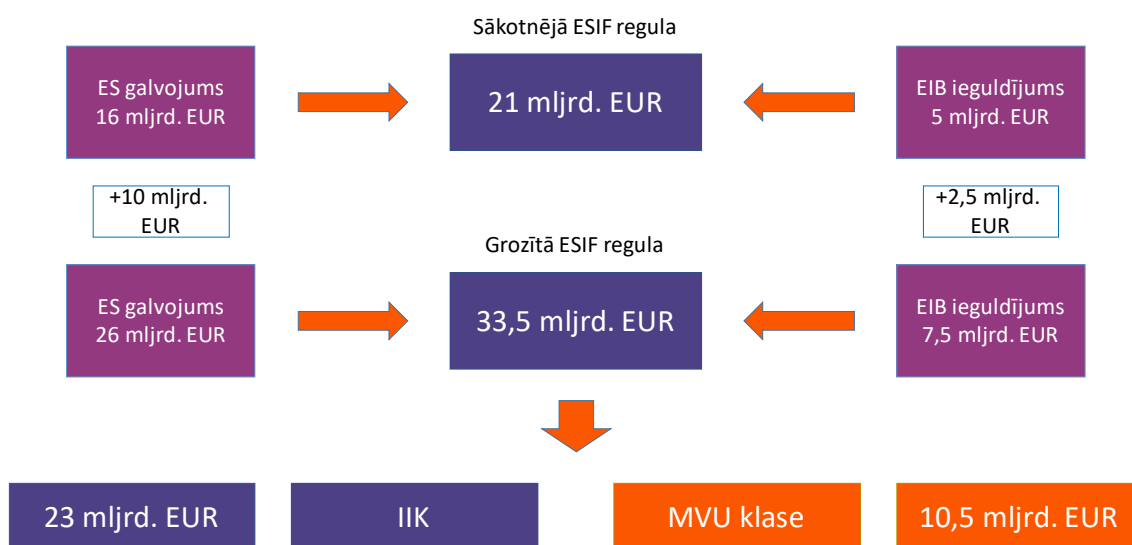 Sākotnējā ESIF regula
ES galvojums
16 mljrd. EUR
21 mljrd. EUR
EIB ieguldījums
5 mljrd. EUR
+10 mljrd.
EUR
+2,5 mljrd.
EUR
Grozītā ESIF regula
ES galvojums
26 mljrd. EUR
33,5 mljrd. EUR
EIB ieguldījums
7,5 mljrd. EUR
23 mljrd. EUR
IIK
MVU klase
10,5 mljrd. EUR